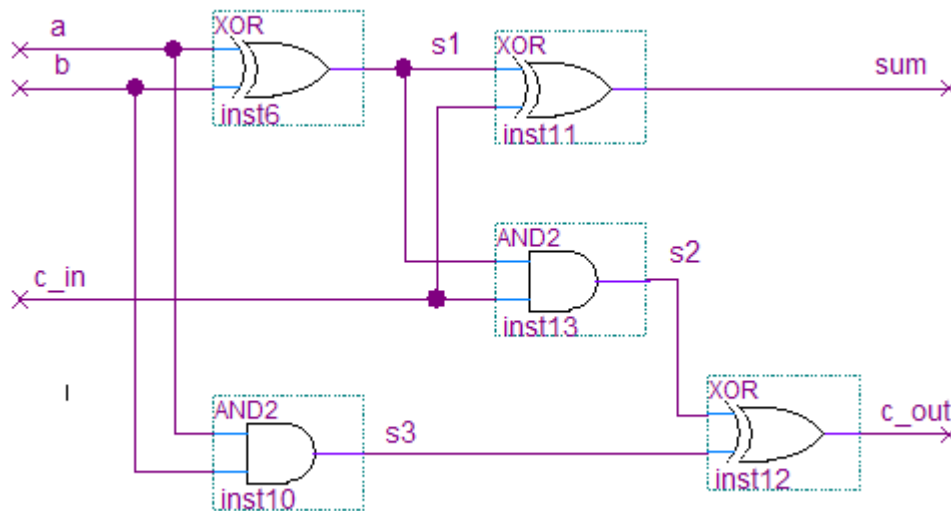 a
XOR
s1
XOR
sum
b
inst6
inst11
AND2
s2
c_in
inst13
XOR
AND2
c_out
s3
inst12
inst10